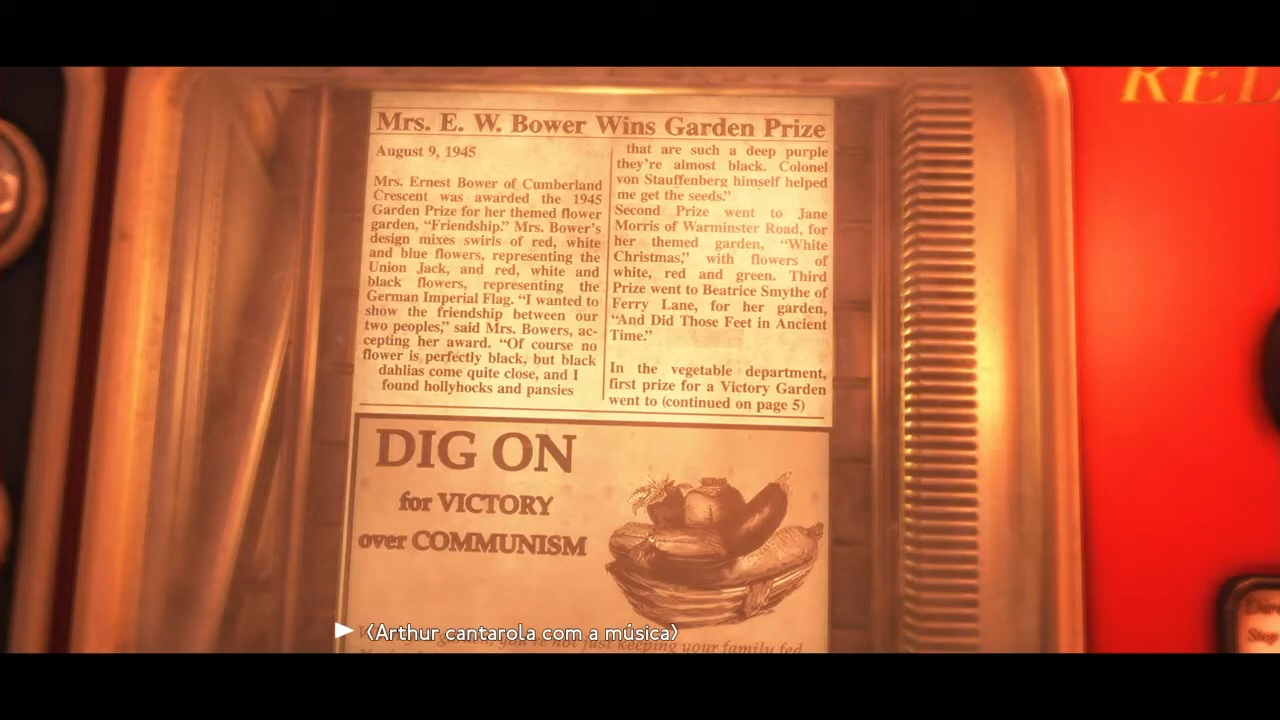 RED
Mrs. E. W. Bower Wins Garden Prize
August 9, 1945
Mrs. Ernest Bower of Cumberland
Crescent was awarded the 1945
Garden Prize for her themed flower
garden, “Friendship.” Mrs. Bower’s
design mixes swirls of red, white
and blue flowers, representing the
Union Jack, and red, white and
black flowers, representing the
German Imperial Flag. “I wanted to
show the friendship between our
two peoples,” said Mrs. Bowers, ac-
cepting her award. “Of course no
flower is perfectly black, but black
dahlias come quite close, and I
found hollyhocks and pansies
that are such a deep purple
they’re almost black. Colonel
von Stauffenberg himself helped
me get the seeds.”
Second Prize went to Jane
Morris of Warminster Road, for
her themed garden, “White
Christmas,” with flowers of
white, red and green. Third
Prize went to Beatrice Smythe of
Ferry Lane, for her garden,
“And Did Those Feet in Ancient
Time.”
In the vegetable department,
first prize for a Victory Garden
went to (continued on page 5)
DIG ON
for VICTORY
over COMMUNISM
⟨Arthur cantarola com a música⟩
you're not just keeping your family fed